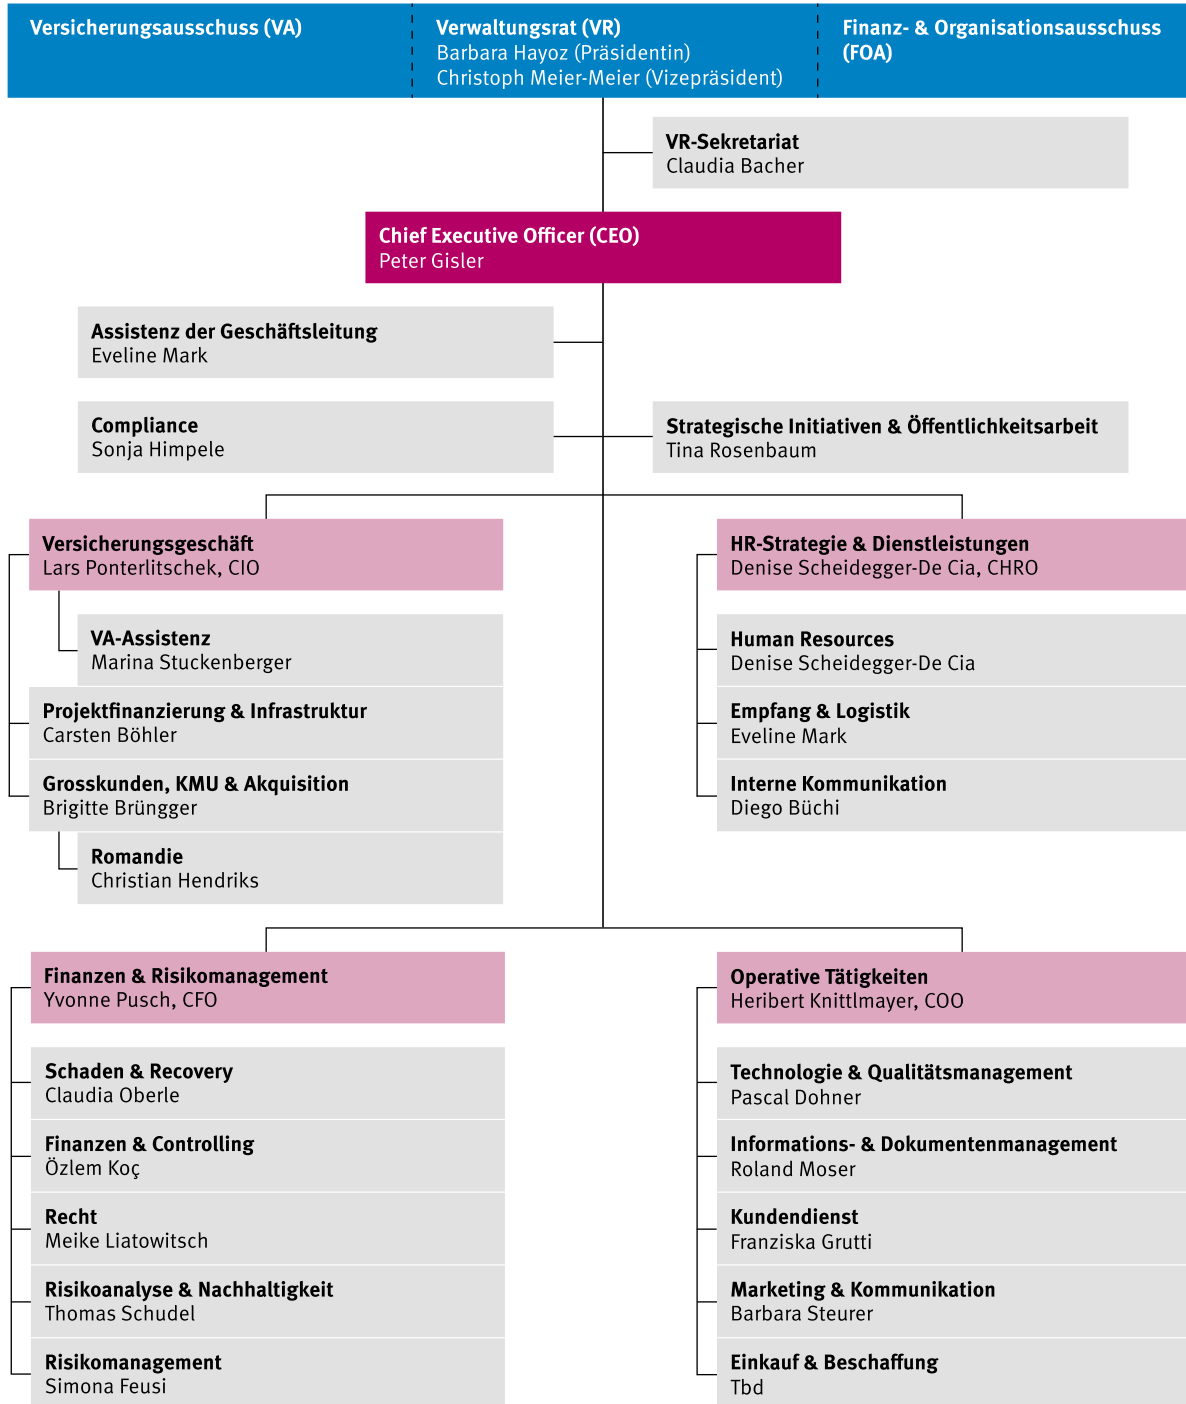 Versicherungsausschuss (VA)
Verwaltungsrat (VR)
Barbara Hayoz (Präsidentin)
Christoph Meier-Meier (Vizepräsident)
Finanz- & Organisationsausschuss
(FOA)
VR-Sekretariat
Claudia Bacher
Chief Executive Officer (CEO)
Peter Gisler
Assistenz der Geschäftsleitung
Eveline Mark
Compliance
Sonja Himpele
Strategische Initiativen & Öffentlichkeitsarbeit
Tina Rosenbaum
Versicherungsgeschäft
Lars Ponterlitschek, CIO
VA-Assistenz
Marina Stuckenberger
Projektfinanzierung & Infrastruktur
Carsten Böhler
Grosskunden, KMU & Akquisition
Brigitte Brüngger
Romandie
Christian Hendriks
HR-Strategie & Dienstleistungen
Denise Scheidegger-De Cia, CHRO
Human Resources
Denise Scheidegger-De Cia
Empfang & Logistik
Eveline Mark
Interne Kommunikation
Diego Büchi
Finanzen & Risikomanagement
Yvonne Pusch, CFO
Schaden & Recovery
Claudia Oberle
Finanzen & Controlling
Özlem Koç
Recht
Meike Liatowitsch
Risikoanalyse & Nachhaltigkeit
Thomas Schudel
Risikomanagement
Simona Feusi
Operative Tätigkeiten
Heribert Knittlmayer, COO
Technologie & Qualitätsmanagement
Pascal Dohner
Informations- & Dokumentenmanagement
Roland Moser
Kundendienst
Franziska Grutti
Marketing & Kommunikation
Barbara Steurer
Einkauf & Beschaffung
Tbd